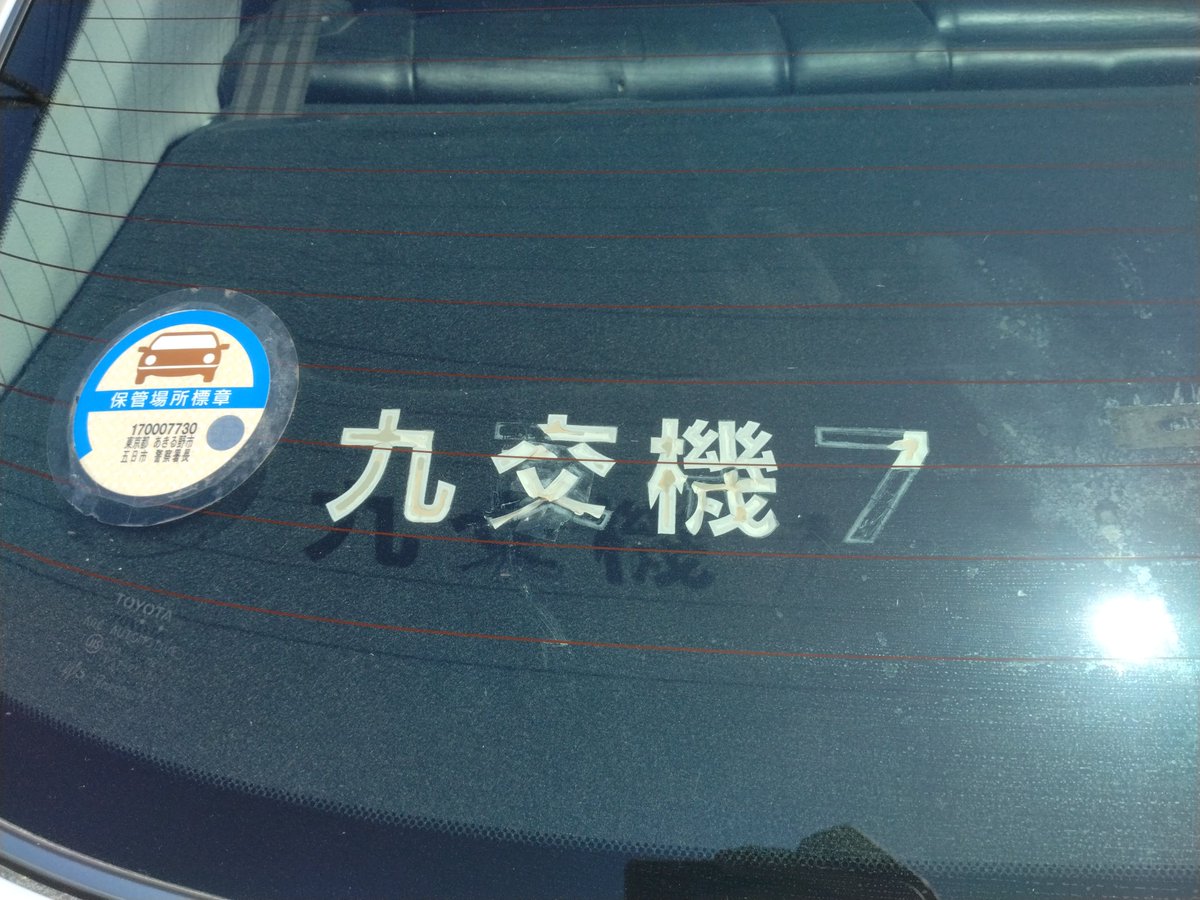 保管場所標章
170007730
東京都 あきる野市
五日市 警察署長
九交機7
TOYOTA